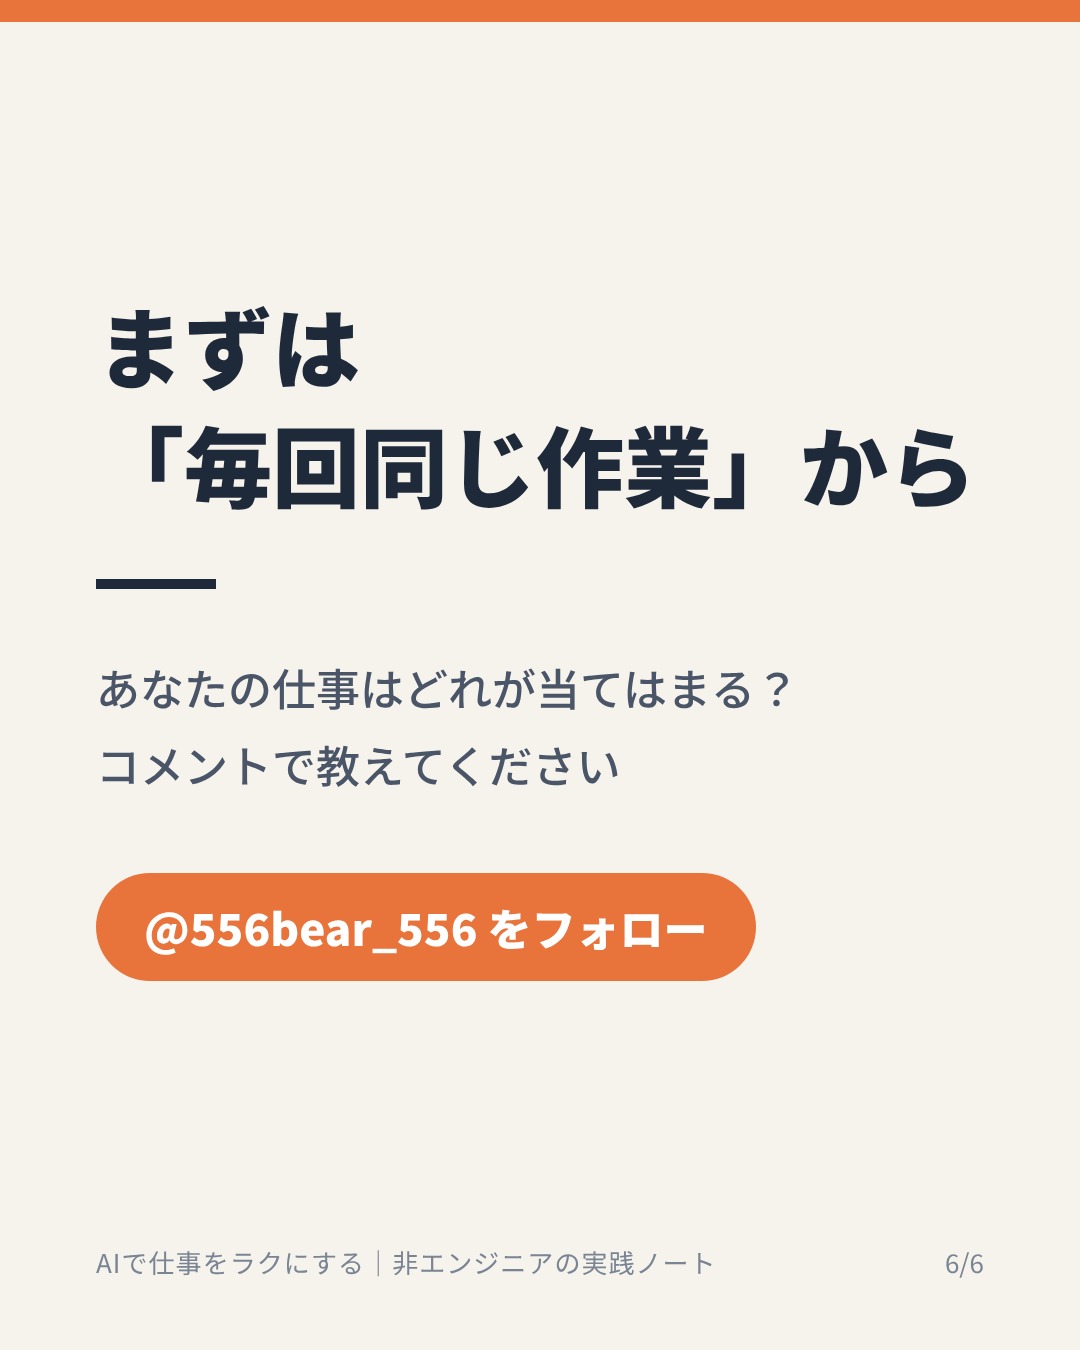 まずは
「毎回同じ作業」から
あなたの仕事はどれが当てはまる？
コメントで教えてください
@556bear_556 をフォロー
AIで仕事をラクにする｜非エンジニアの実践ノート
6/6